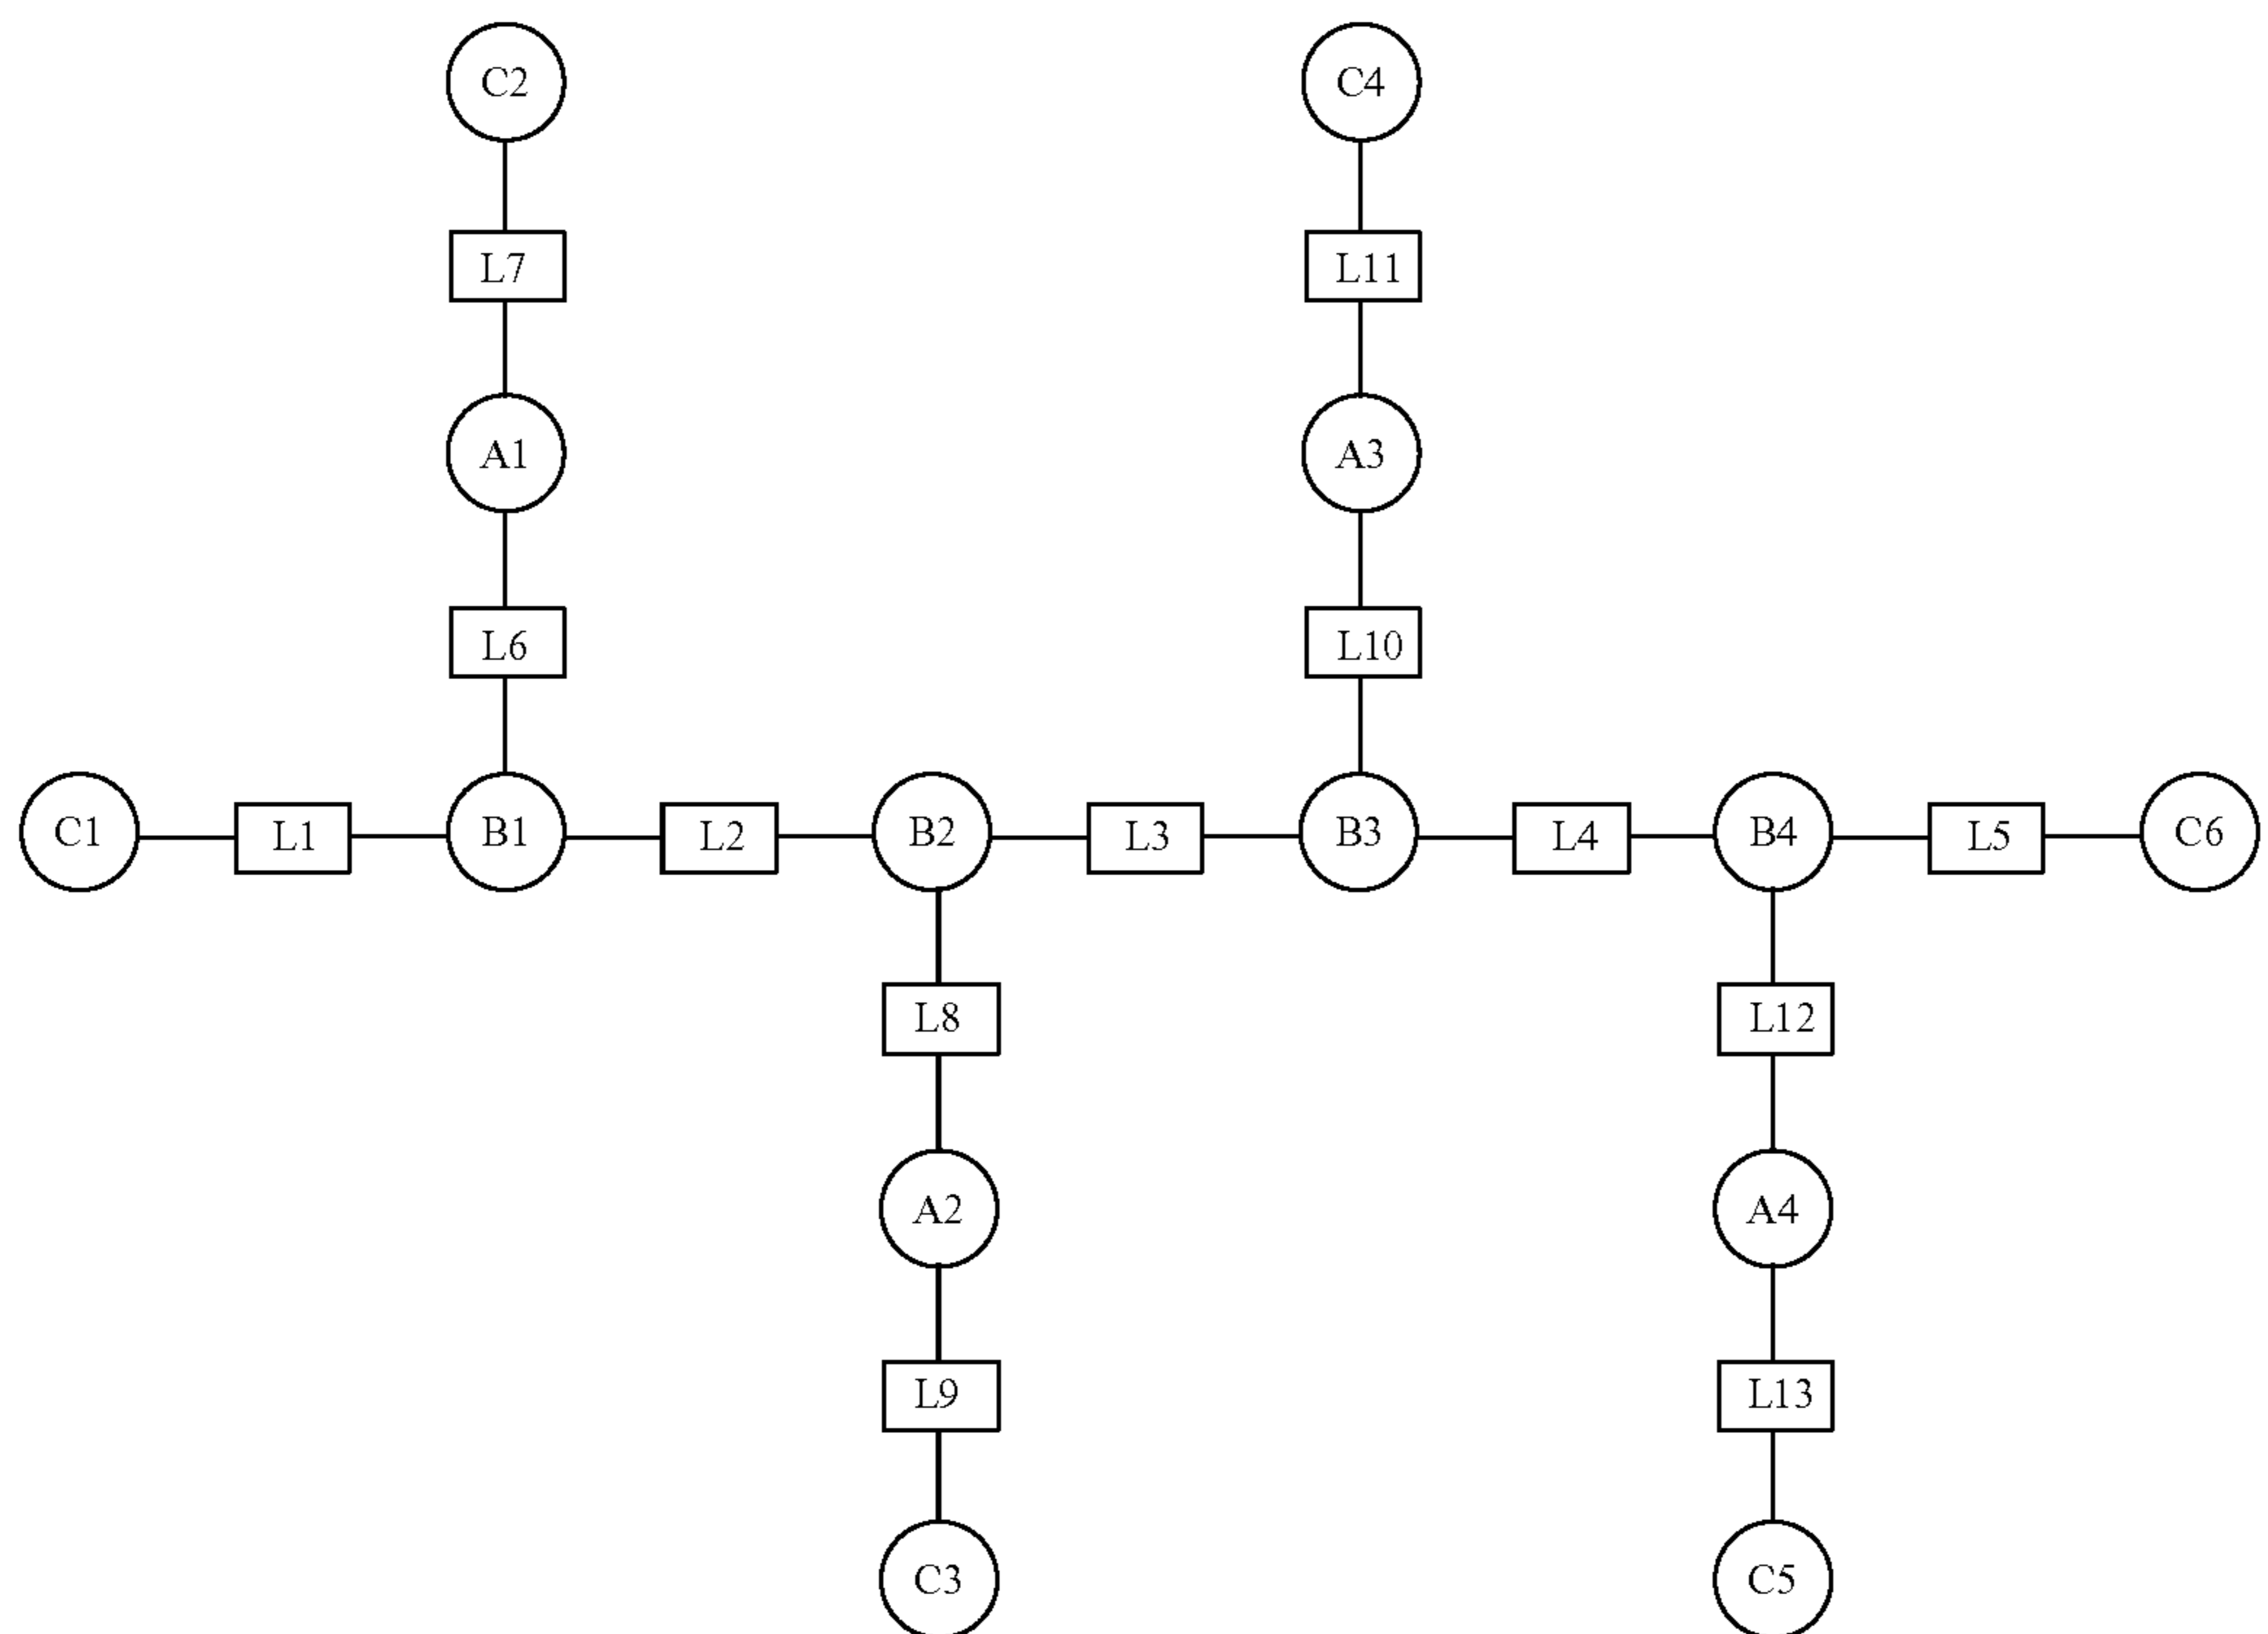 C2 C4
L7 L11
A1 A3
L6 L10
C1 L1 B1 L2 B2 L3 B3 L4 B4 L5 C6
L8 L12
A2 A4
L9 L13
C3 C5